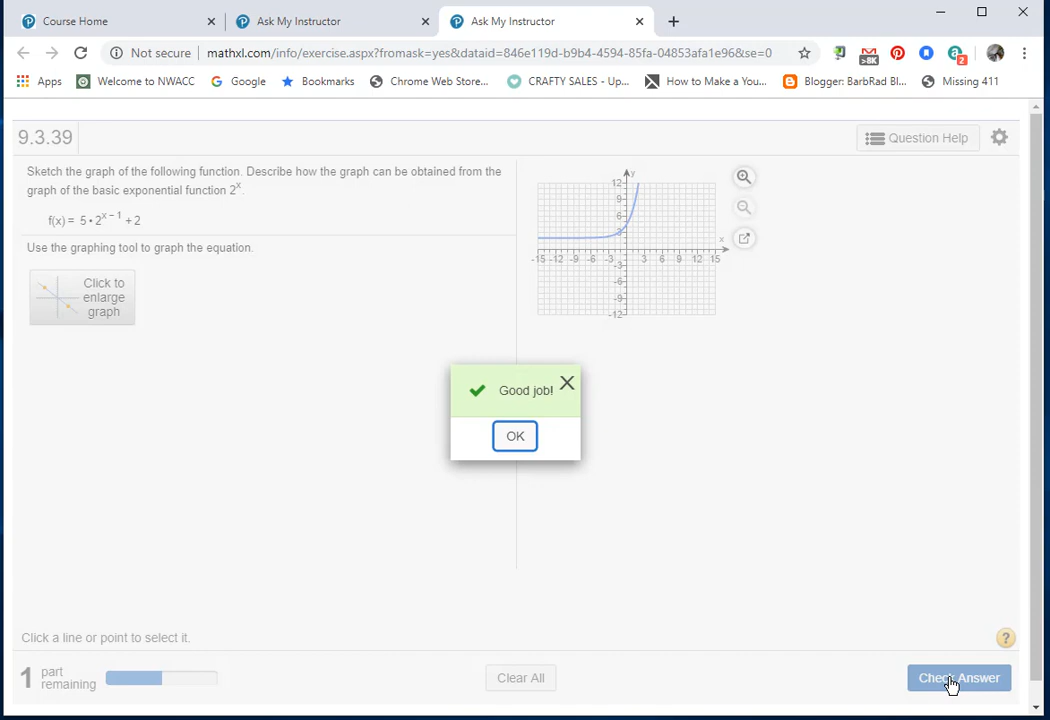 Course Home
Ask My Instructor
Ask My Instructor
Not secure mathxl.com/info/exercise.aspx?fromask=yes&dataid=846e119d-b9b4-4594-85fa-04853afa1e96&se=0
>8K
2
Apps Welcome to NWACC Google Bookmarks Chrome Web Store... CRAFTY SALES - Up... How to Make a You... Blogger: BarbRad Bl... Missing 411
9.3.39
Question Help
Sketch the graph of the following function. Describe how the graph can be obtained from the
graph of the basic exponential function 2^x.
f(x) = 5 • 2^(x − 1) + 2
Use the graphing tool to graph the equation.
Click to
enlarge
graph
y
12
9
6
3
x
-15 -12 -9 -6 -3 3 6 9 12 15
-3
-6
-9
-12
Good job!
OK
Click a line or point to select it.
?
1 part
remaining
Clear All
Check Answer